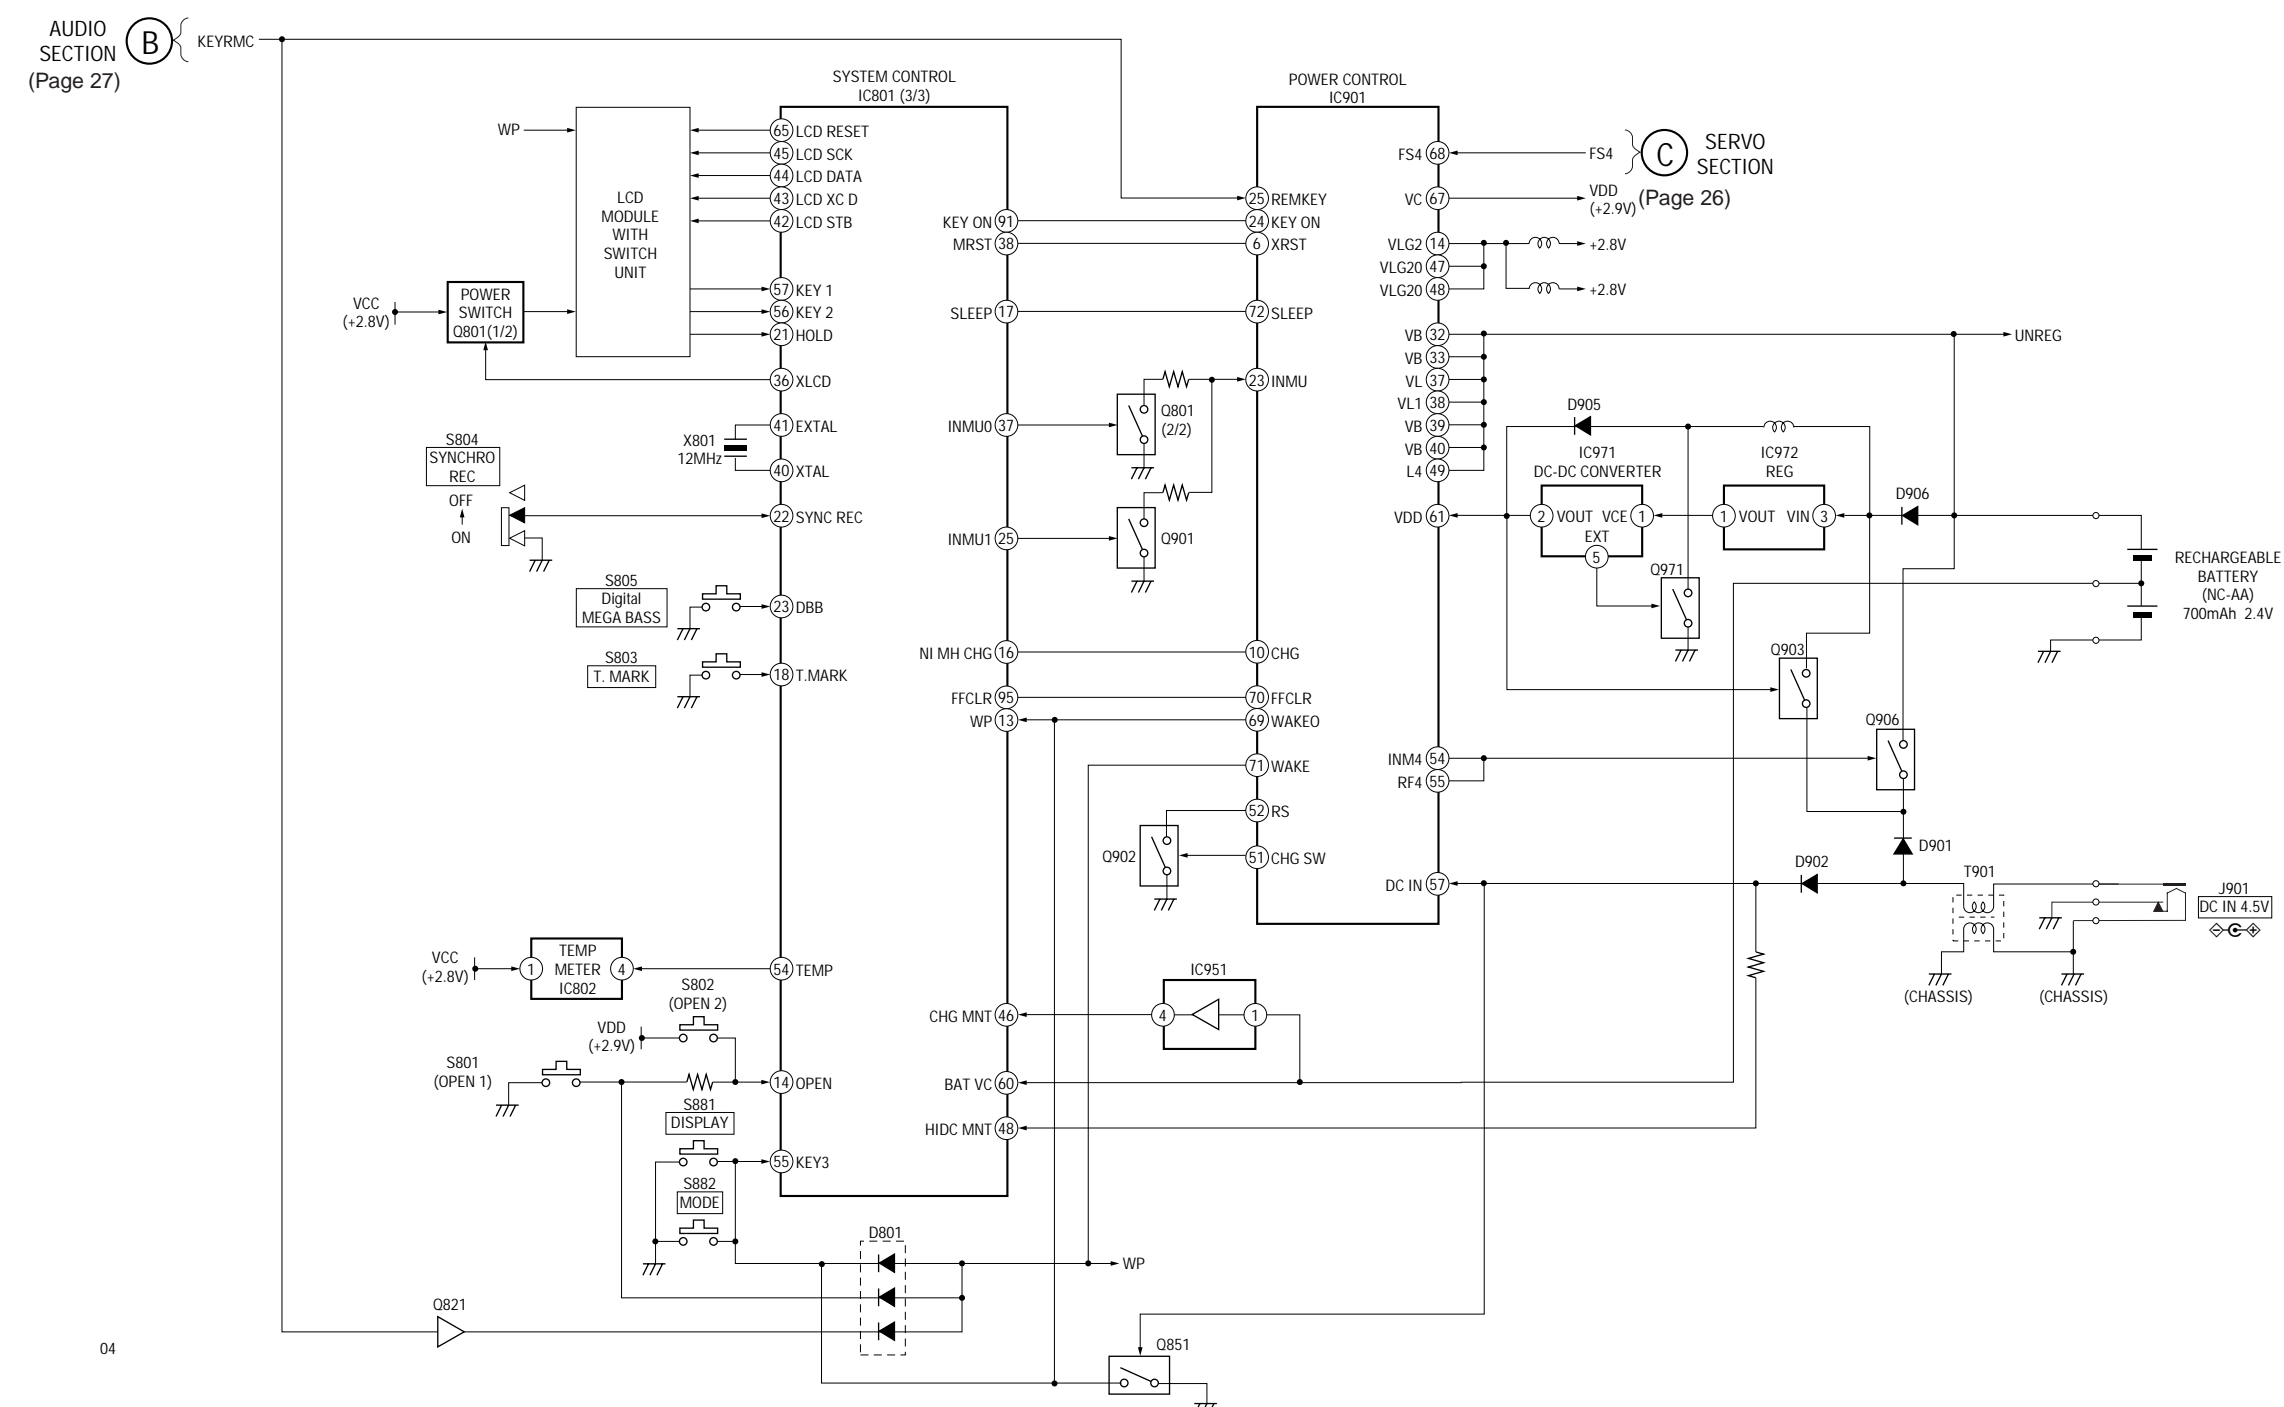 AUDIO
SECTION
(Page 27)
B
KEYRMC
SYSTEM CONTROL
IC801 (3/3)
POWER CONTROL
IC901
WP
LCD
MODULE
WITH
SWITCH
UNIT
65 LCD RESET
45 LCD SCK
44 LCD DATA
43 LCD XC D
42 LCD STB
57 KEY 1
56 KEY 2
21 HOLD
36 XLCD
41 EXTAL
40 XTAL
22 SYNC REC
23 DBB
18 T.MARK
54 TEMP
14 OPEN
55 KEY3
VCC
(+2.8V)
POWER
SWITCH
Q801(1/2)
X801
12MHz
S804
SYNCHRO
REC
OFF
ON
S805
Digital
MEGA BASS
S803
T. MARK
VCC
(+2.8V)
1
TEMP
METER
IC802
4
S802
(OPEN 2)
VDD
(+2.9V)
S801
(OPEN 1)
S881
DISPLAY
S882
MODE
D801
Q821
04
KEY ON 91
MRST 38
SLEEP 17
INMU0 37
INMU1 25
NI MH CHG 16
FFCLR 95
WP 13
CHG MNT 46
BAT VC 60
HIDC MNT 48
Q801
(2/2)
Q901
Q902
IC951
4
1
WP
Q851
25 REMKEY
24 KEY ON
6 XRST
72 SLEEP
23 INMU
10 CHG
70 FFCLR
69 WAKEO
71 WAKE
52 RS
51 CHG SW
FS4 68
VC 67
VLG2 14
VLG20 47
VLG20 48
VB 32
VB 33
VL 37
VL1 38
VB 39
VB 40
L4 49
VDD 61
INM4 54
RF4 55
DC IN 57
FS4
C
SERVO
SECTION
(Page 26)
VDD
(+2.9V)
+2.8V
+2.8V
UNREG
D905
IC971
DC-DC CONVERTER
2 VOUT VCE 1
EXT
5
IC972
REG
1 VOUT VIN 3
D906
Q971
Q903
Q906
RECHARGEABLE
BATTERY
(NC-AA)
700mAh 2.4V
D901
D902
T901
J901
DC IN 4.5V
(CHASSIS)
(CHASSIS)